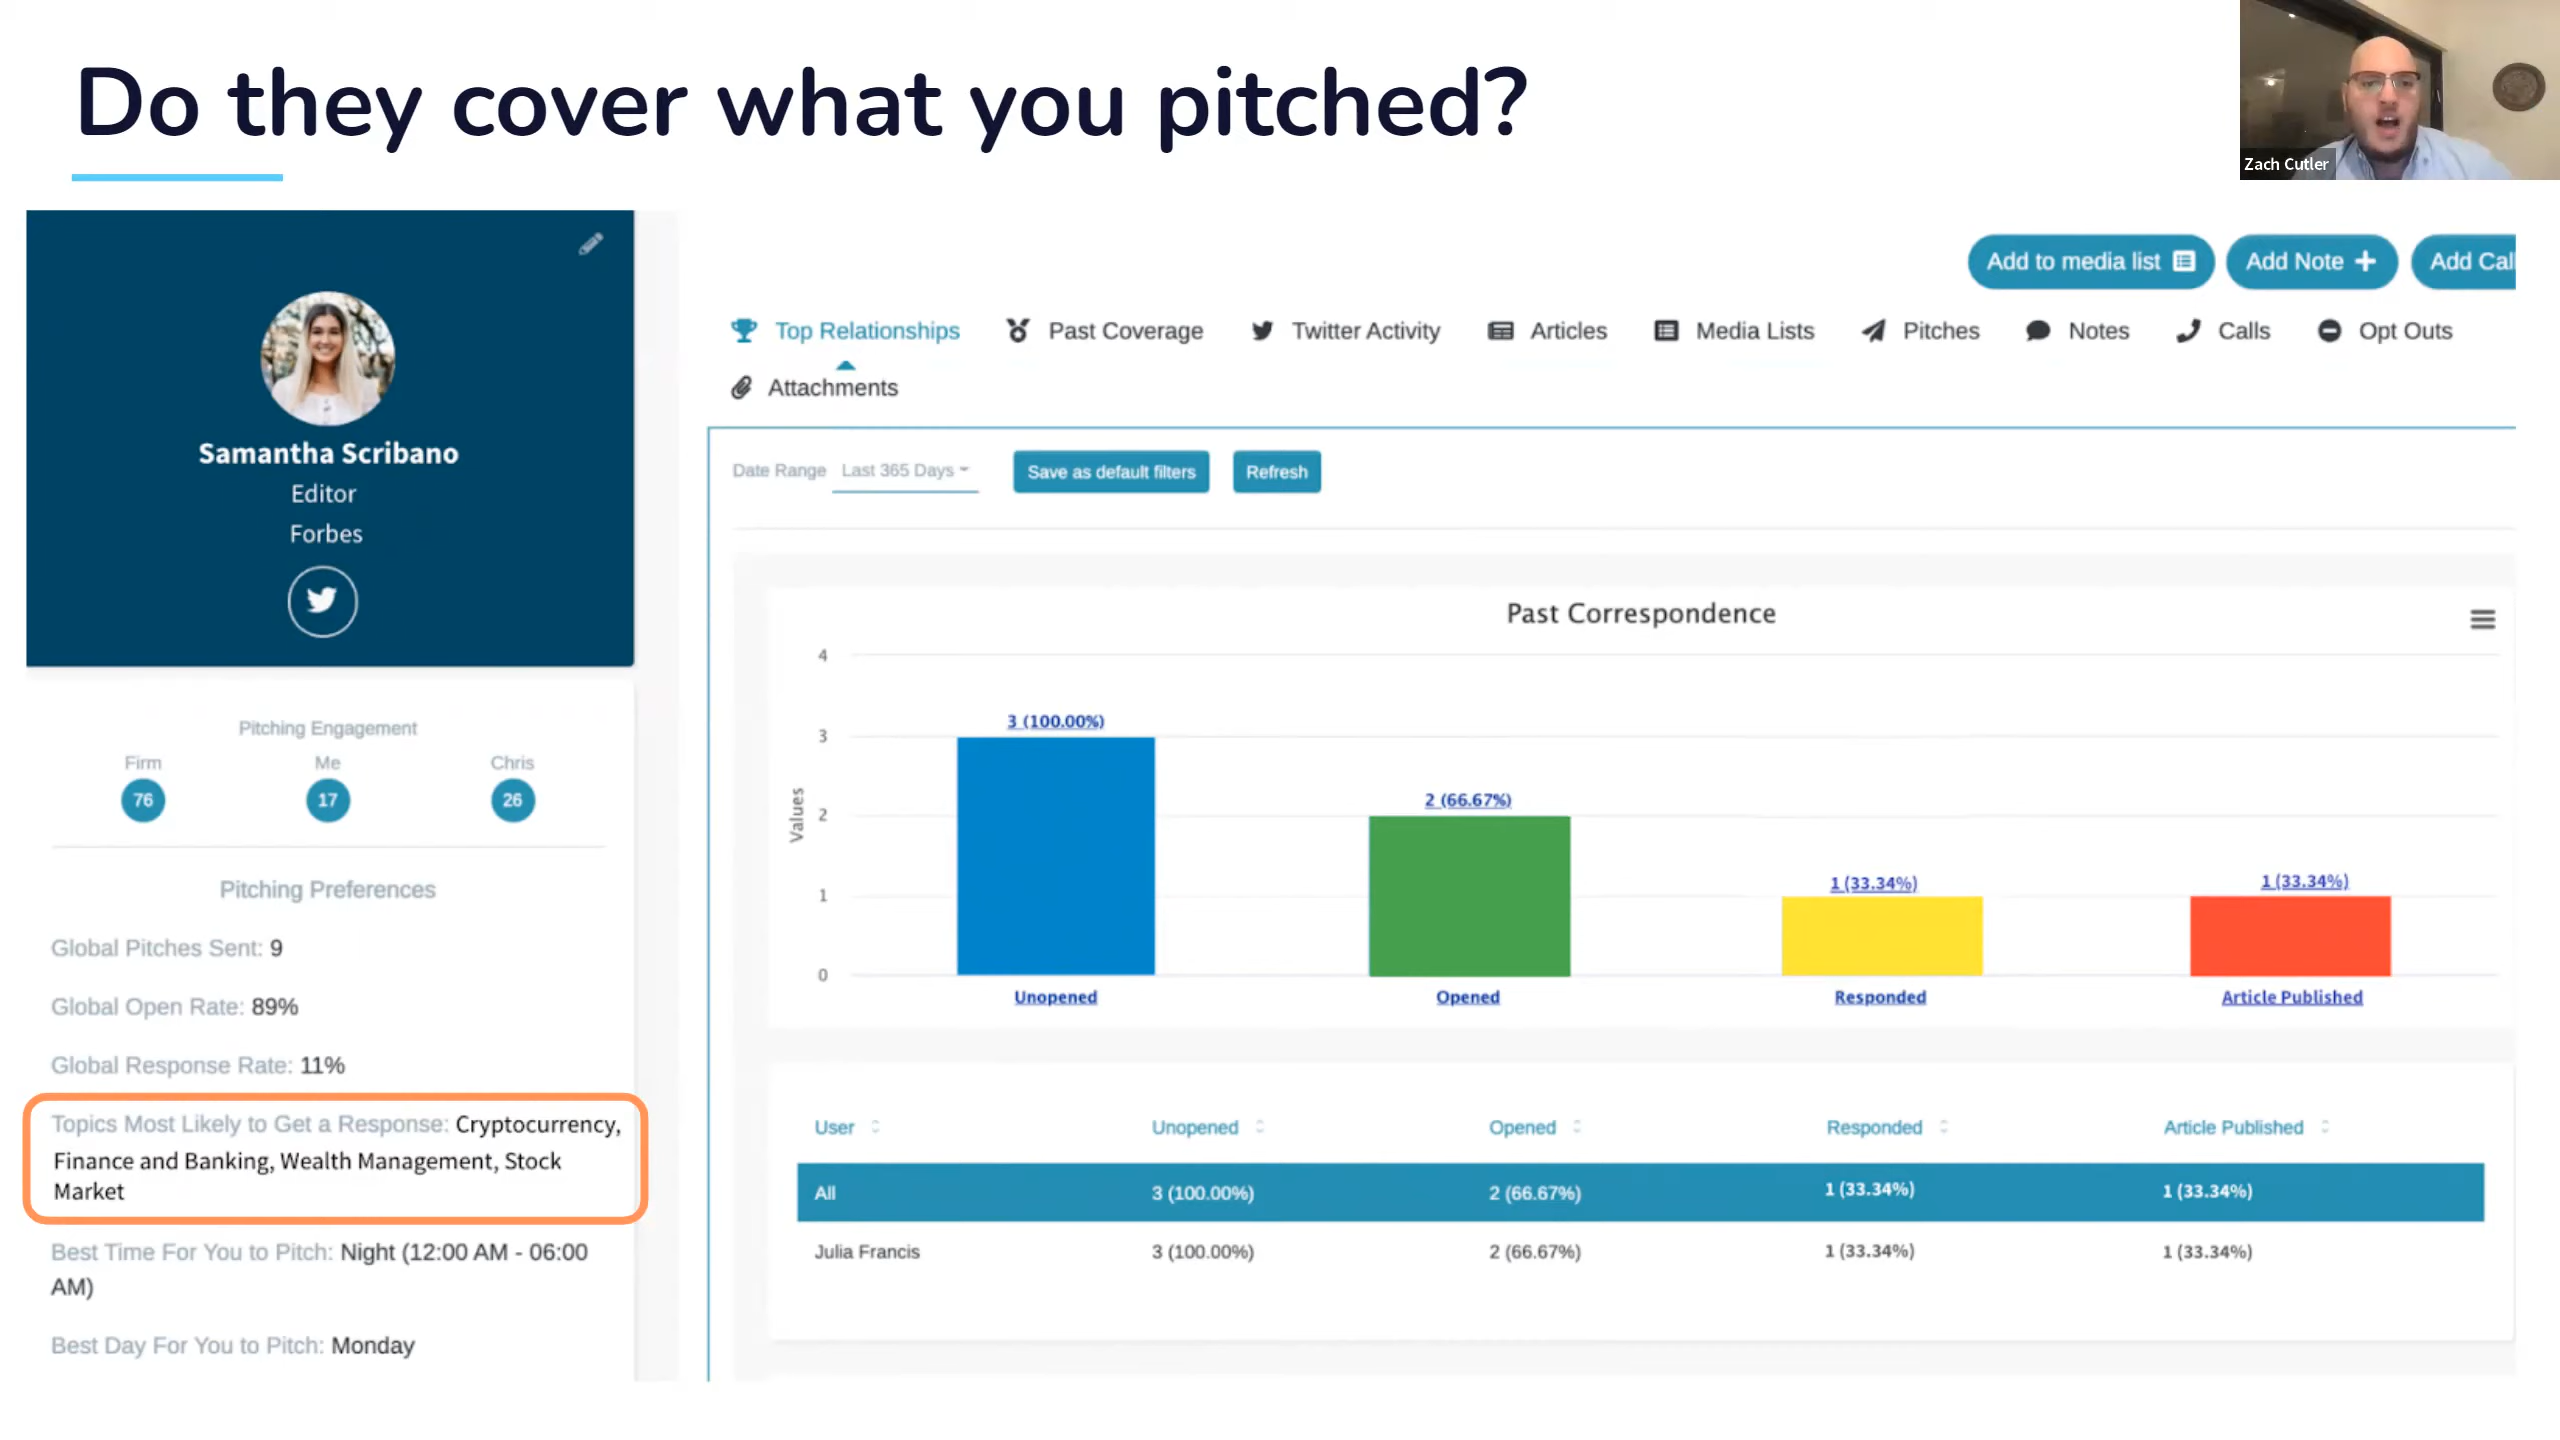 Do they cover what you pitched?
Zach Cutler
Samantha Scribano
Editor
Forbes
Pitching Engagement
Firm Me Chris
76 17 26
Pitching Preferences
Global Pitches Sent: 9
Global Open Rate: 89%
Global Response Rate: 11%
Topics Most Likely to Get a Response: Cryptocurrency,
Finance and Banking, Wealth Management, Stock
Market
Best Time For You to Pitch: Night (12:00 AM - 06:00
AM)
Best Day For You to Pitch: Monday
Add to media list Add Note Add Cal
Top Relationships Past Coverage Twitter Activity Articles Media Lists Pitches Notes Calls Opt Outs
Attachments
Date Range Last 365 Days Save as default filters Refresh
Past Correspondence
4
3
2
1
0
Values
3 (100.00%)
2 (66.67%)
1 (33.34%)
1 (33.34%)
Unopened Opened Responded Article Published
User Unopened Opened Responded Article Published
All 3 (100.00%) 2 (66.67%) 1 (33.34%) 1 (33.34%)
Julia Francis 3 (100.00%) 2 (66.67%) 1 (33.34%) 1 (33.34%)